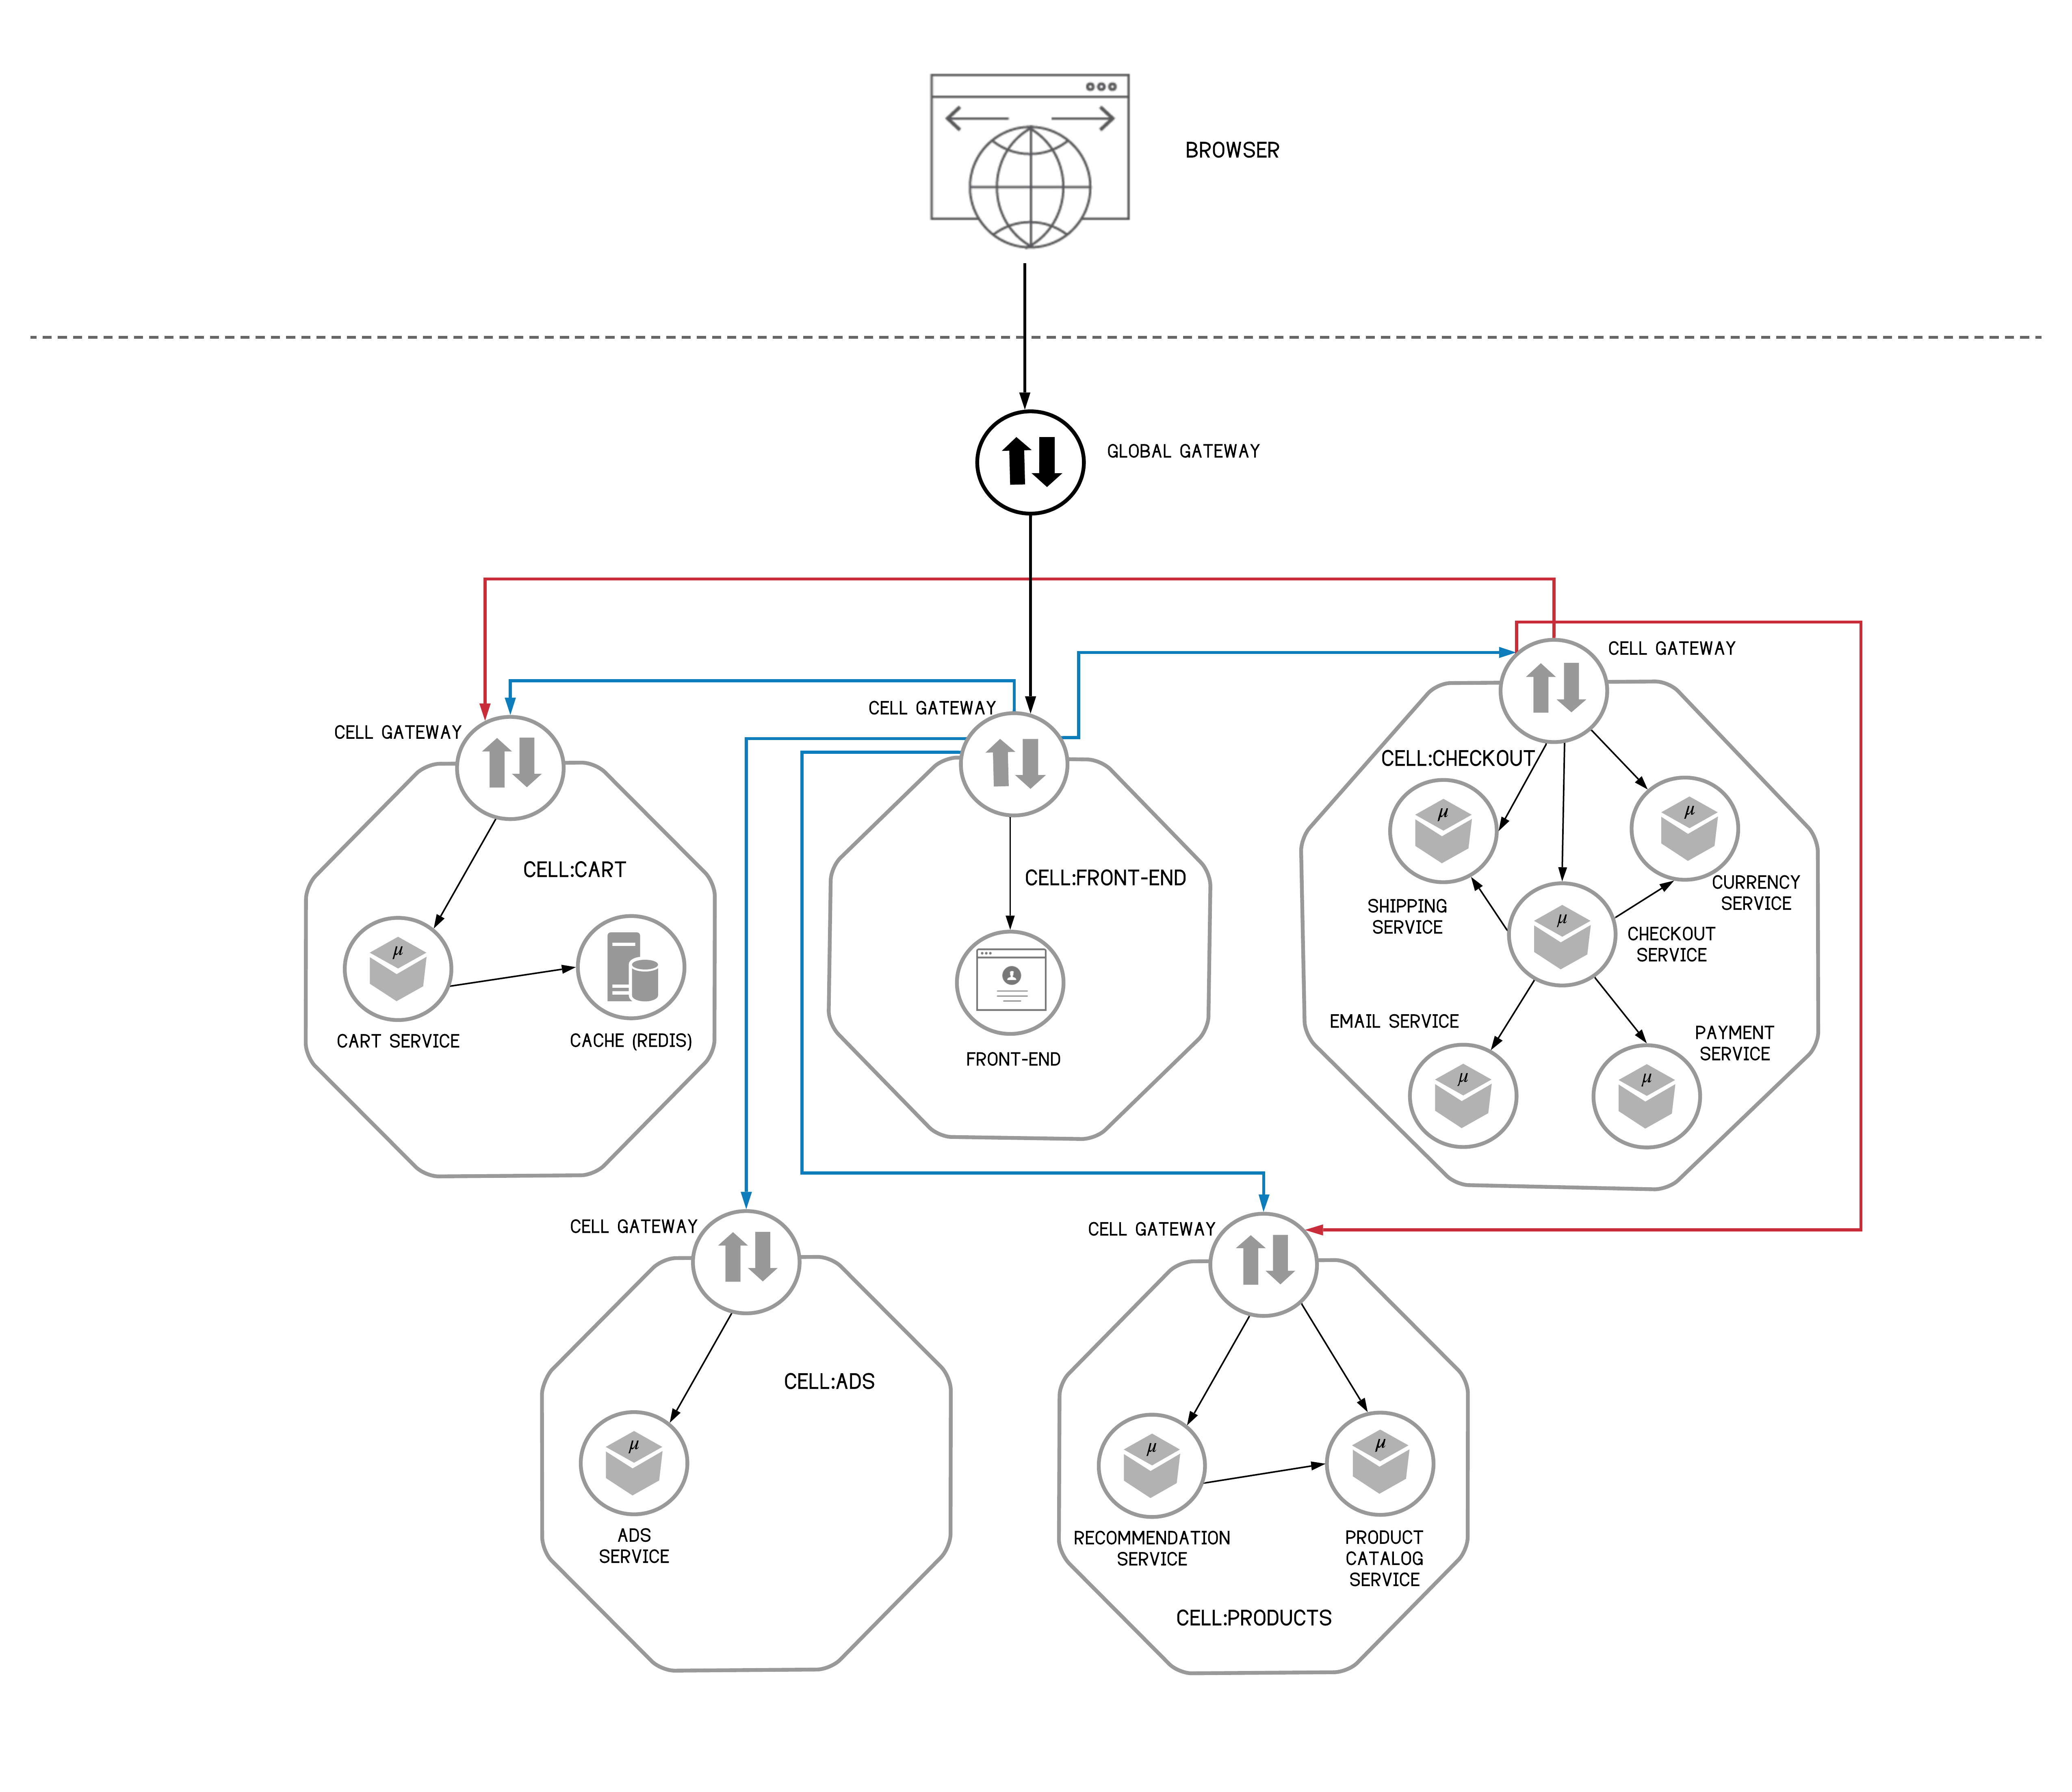 BROWSER
GLOBAL GATEWAY
CELL GATEWAY
CELL GATEWAY
CELL GATEWAY
CELL:CHECKOUT
μ
μ
CELL:CART
CELL:FRONT-END
CURRENCY
SERVICE
SHIPPING
SERVICE
μ
CHECKOUT
SERVICE
μ
CART SERVICE
CACHE (REDIS)
FRONT-END
EMAIL SERVICE
PAYMENT
SERVICE
μ
μ
CELL GATEWAY
CELL GATEWAY
CELL:ADS
μ
μ
μ
ADS
SERVICE
RECOMMENDATION
SERVICE
PRODUCT
CATALOG
SERVICE
CELL:PRODUCTS